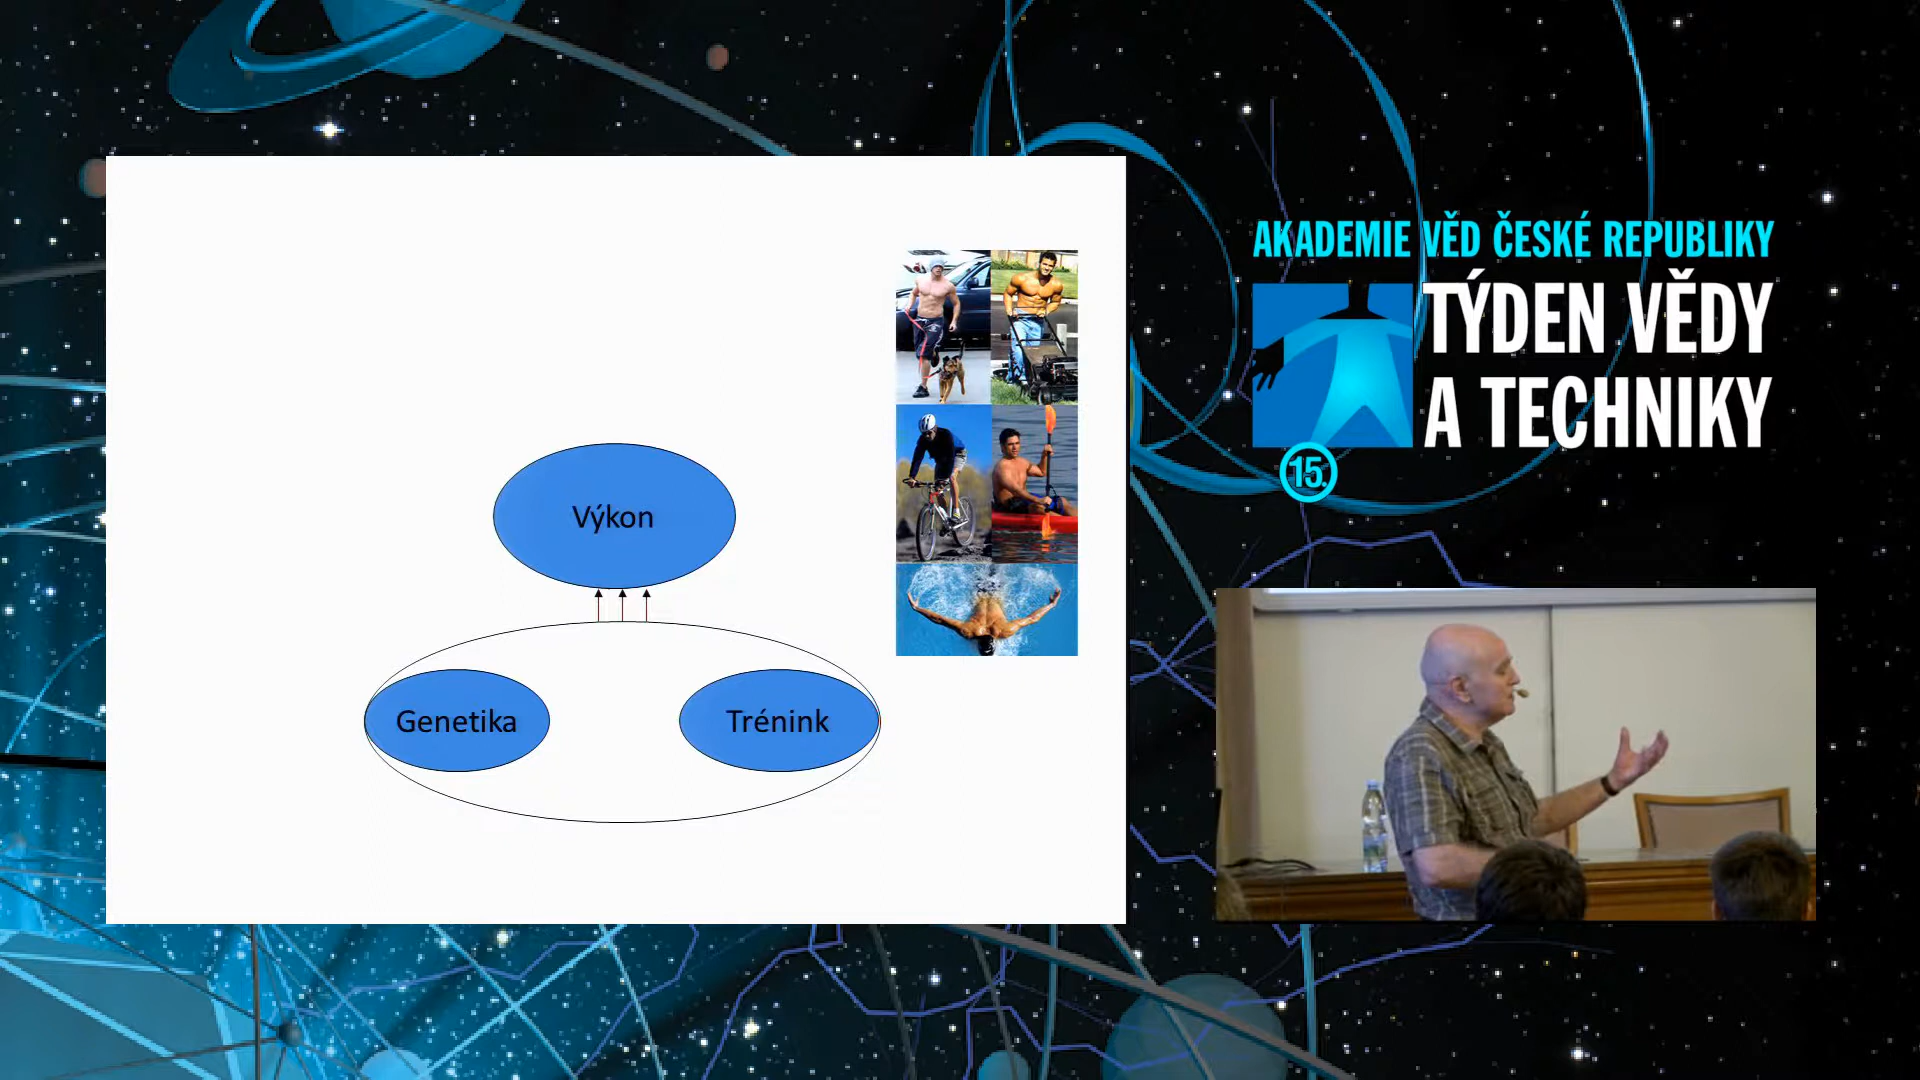 Výkon
Genetika
Trénink
AKADEMIE VĚD ČESKÉ REPUBLIKY
TÝDEN VĚDY
A TECHNIKY
15.